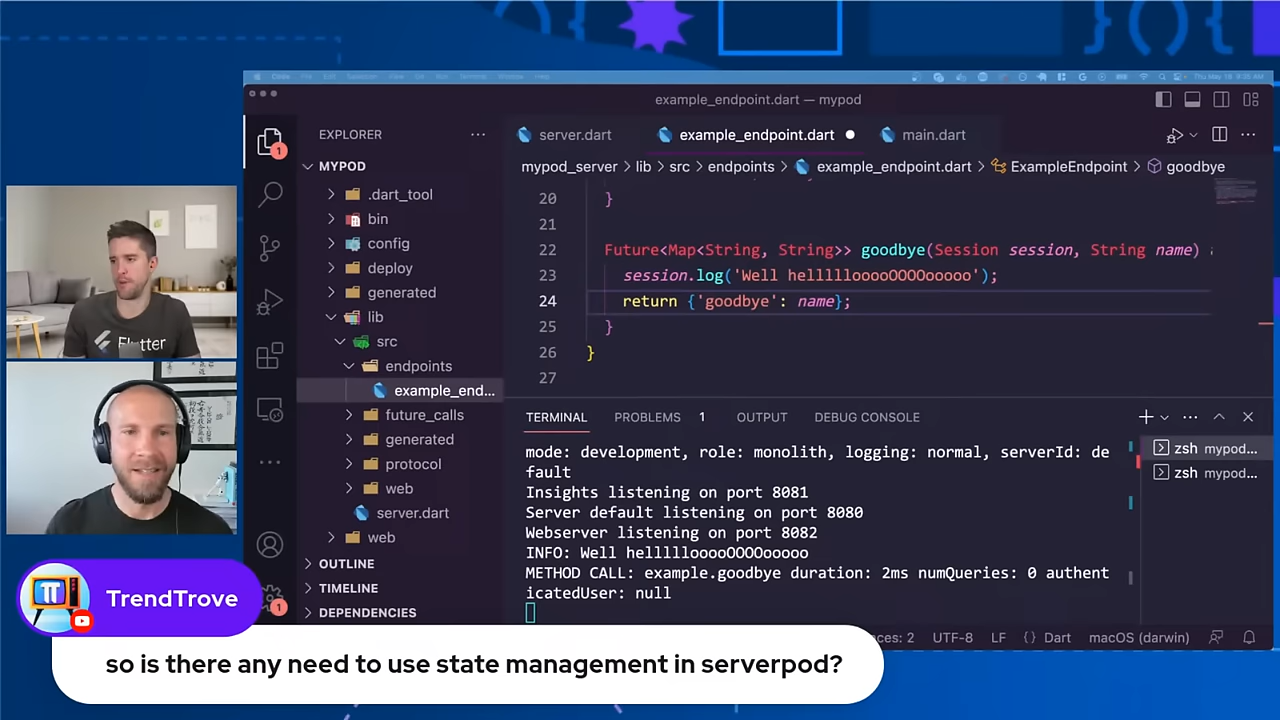 example_endpoint.dart — mypod
EXPLORER
server.dart
example_endpoint.dart
main.dart
1
MYPOD
mypod_server > lib > src > endpoints > example_endpoint.dart > ExampleEndpoint > goodbye
.dart_tool
bin
config
deploy
generated
lib
src
endpoints
example_end...
future_calls
generated
protocol
web
server.dart
web
OUTLINE
TIMELINE
DEPENDENCIES
1
20 }
21
22 Future<Map<String, String>> goodbye(Session session, String name)
23 session.log('Well helllllooooOOOOooooo');
24 return {'goodbye': name};
25 }
26 }
27
TERMINAL PROBLEMS 1 OUTPUT DEBUG CONSOLE
mode: development, role: monolith, logging: normal, serverId: de
fault
Insights listening on port 8081
Server default listening on port 8080
Webserver listening on port 8082
INFO: Well helllllooooOOOOooooo
METHOD CALL: example.goodbye duration: 2ms numQueries: 0 authent
icatedUser: null
zsh mypod...
zsh mypod...
Flutter
UTF-8 LF {} Dart macOS (darwin)
TrendTrove
so is there any need to use state management in serverpod?